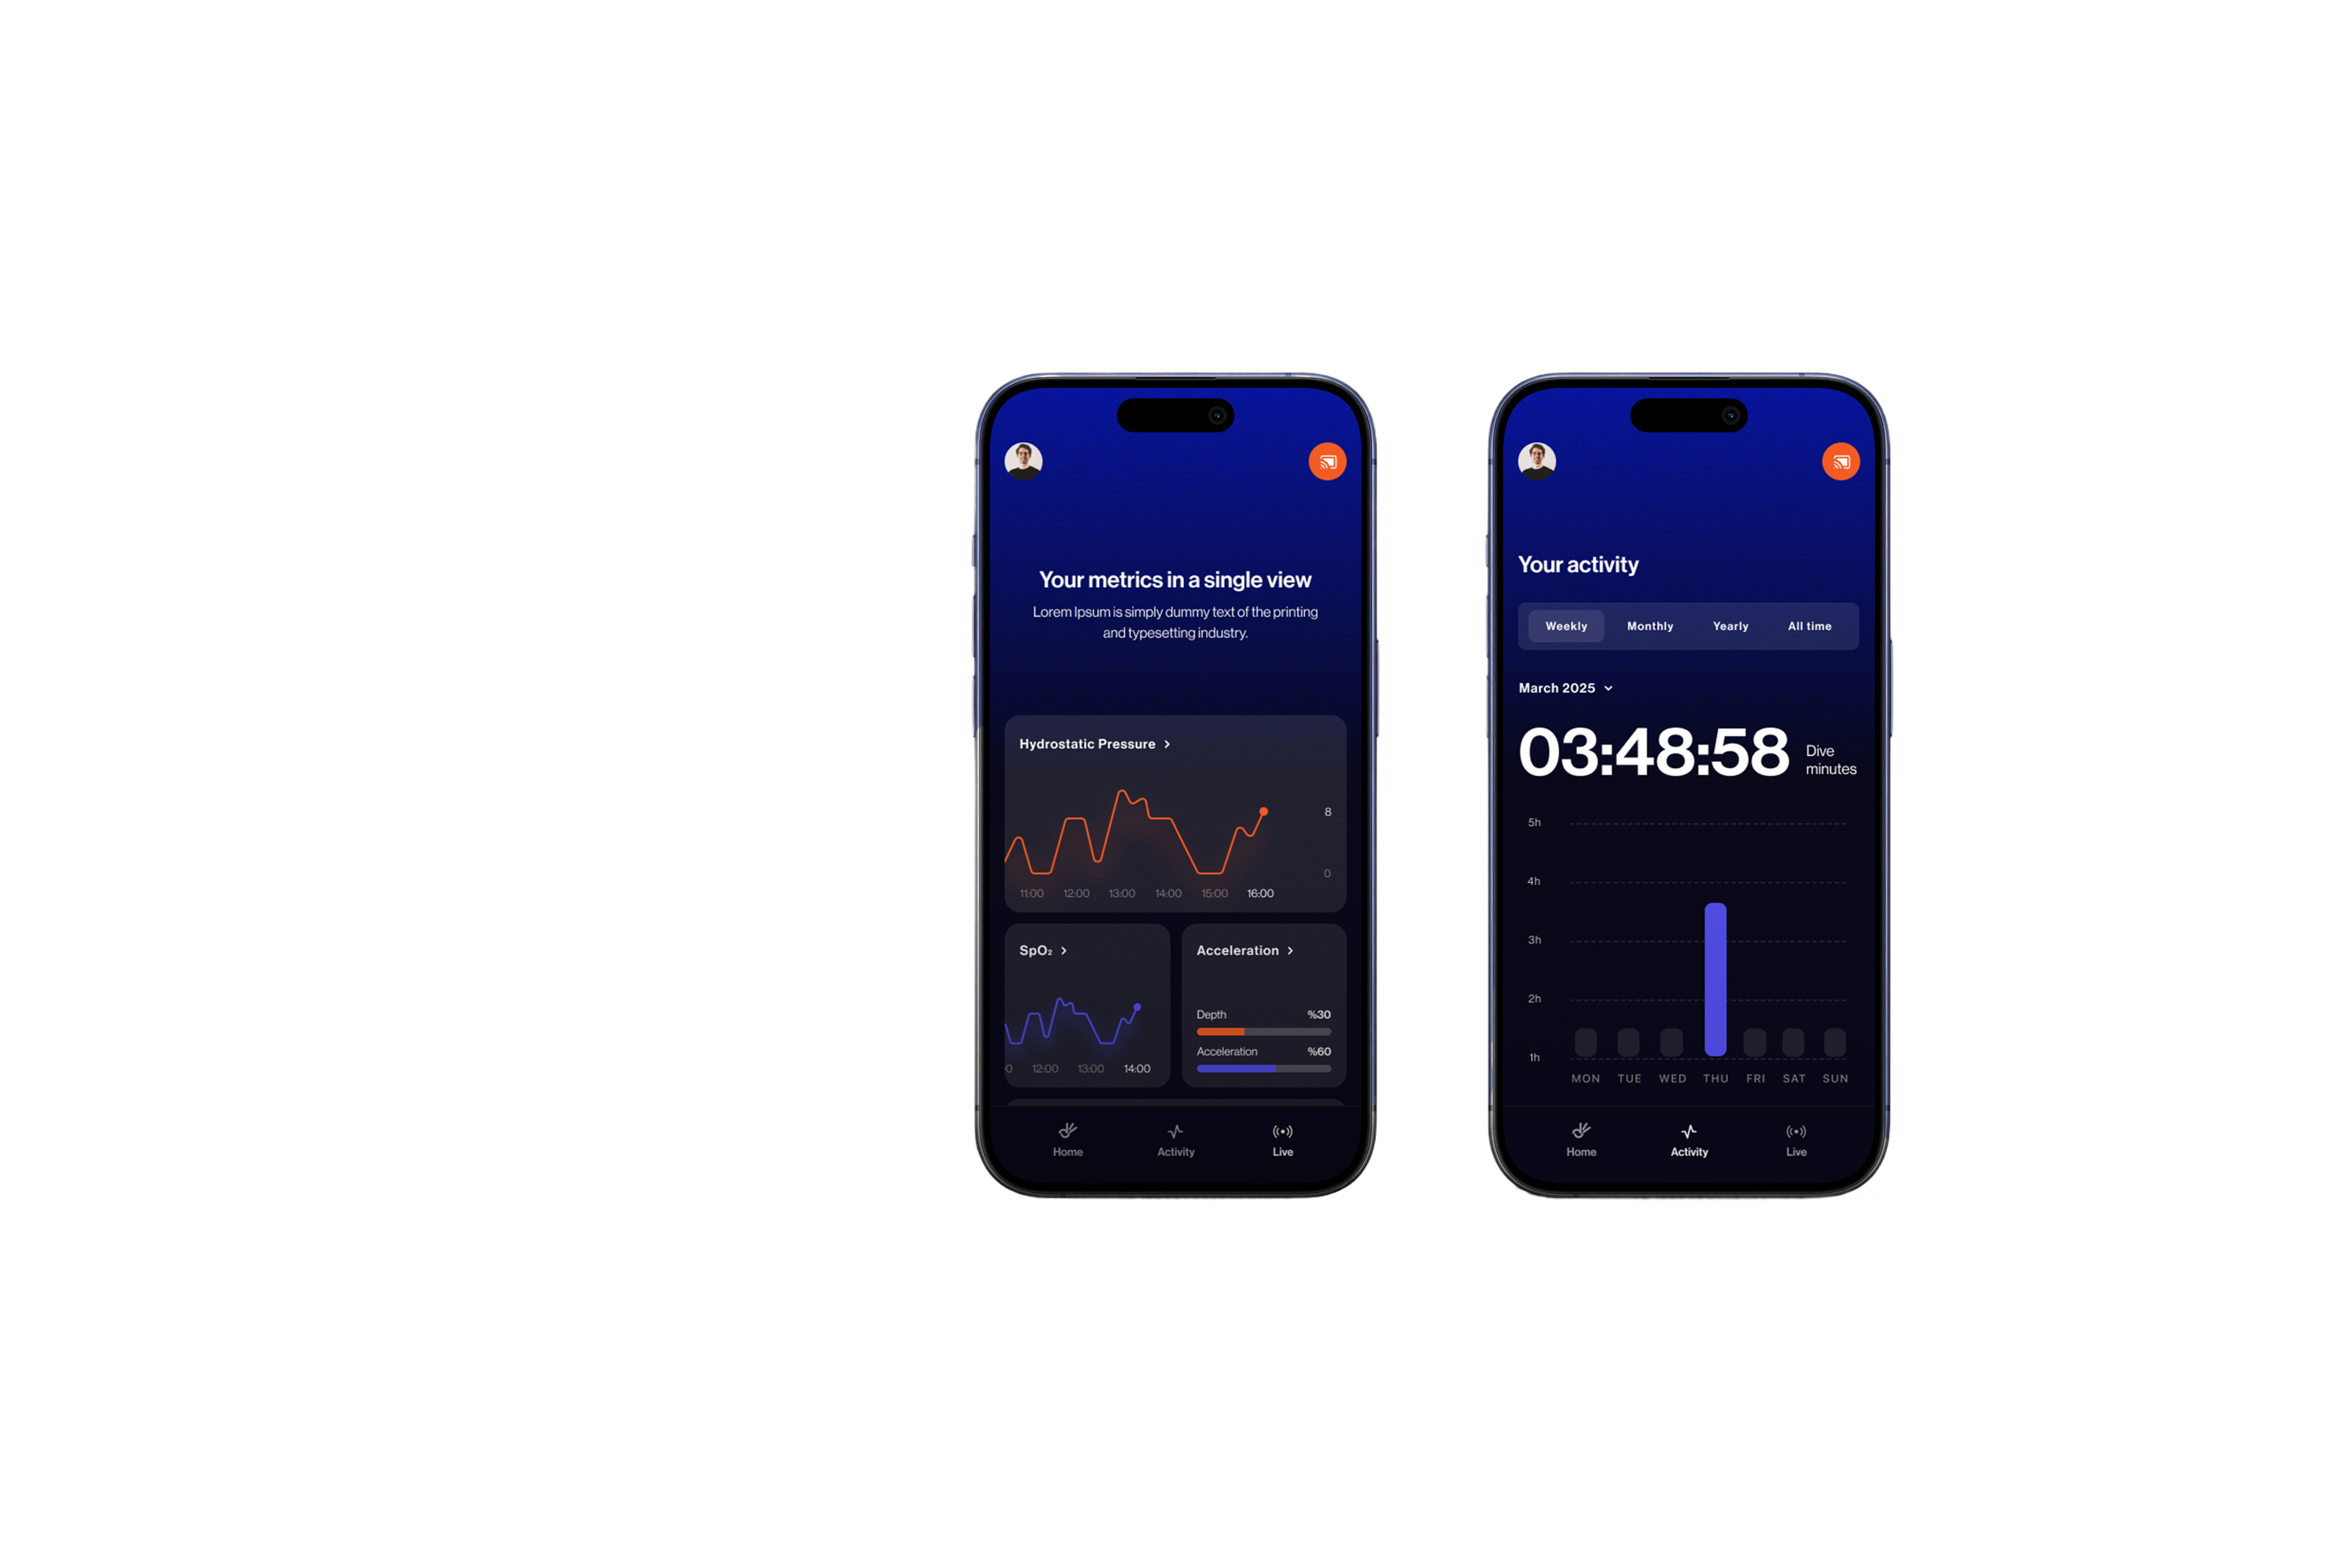 Your metrics in a single view
Lorem Ipsum is simply dummy text of the printing
and typesetting industry.
Hydrostatic Pressure
8
0
11:00 12:00 13:00 14:00 15:00 16:00
SpO₂
0 12:00 13:00 14:00
Acceleration
Depth %30
Acceleration %60
Home Activity Live
Your activity
Weekly Monthly Yearly All time
March 2025
03:48:58 Dive
minutes
5h
4h
3h
2h
1h
MON TUE WED THU FRI SAT SUN
Home Activity Live